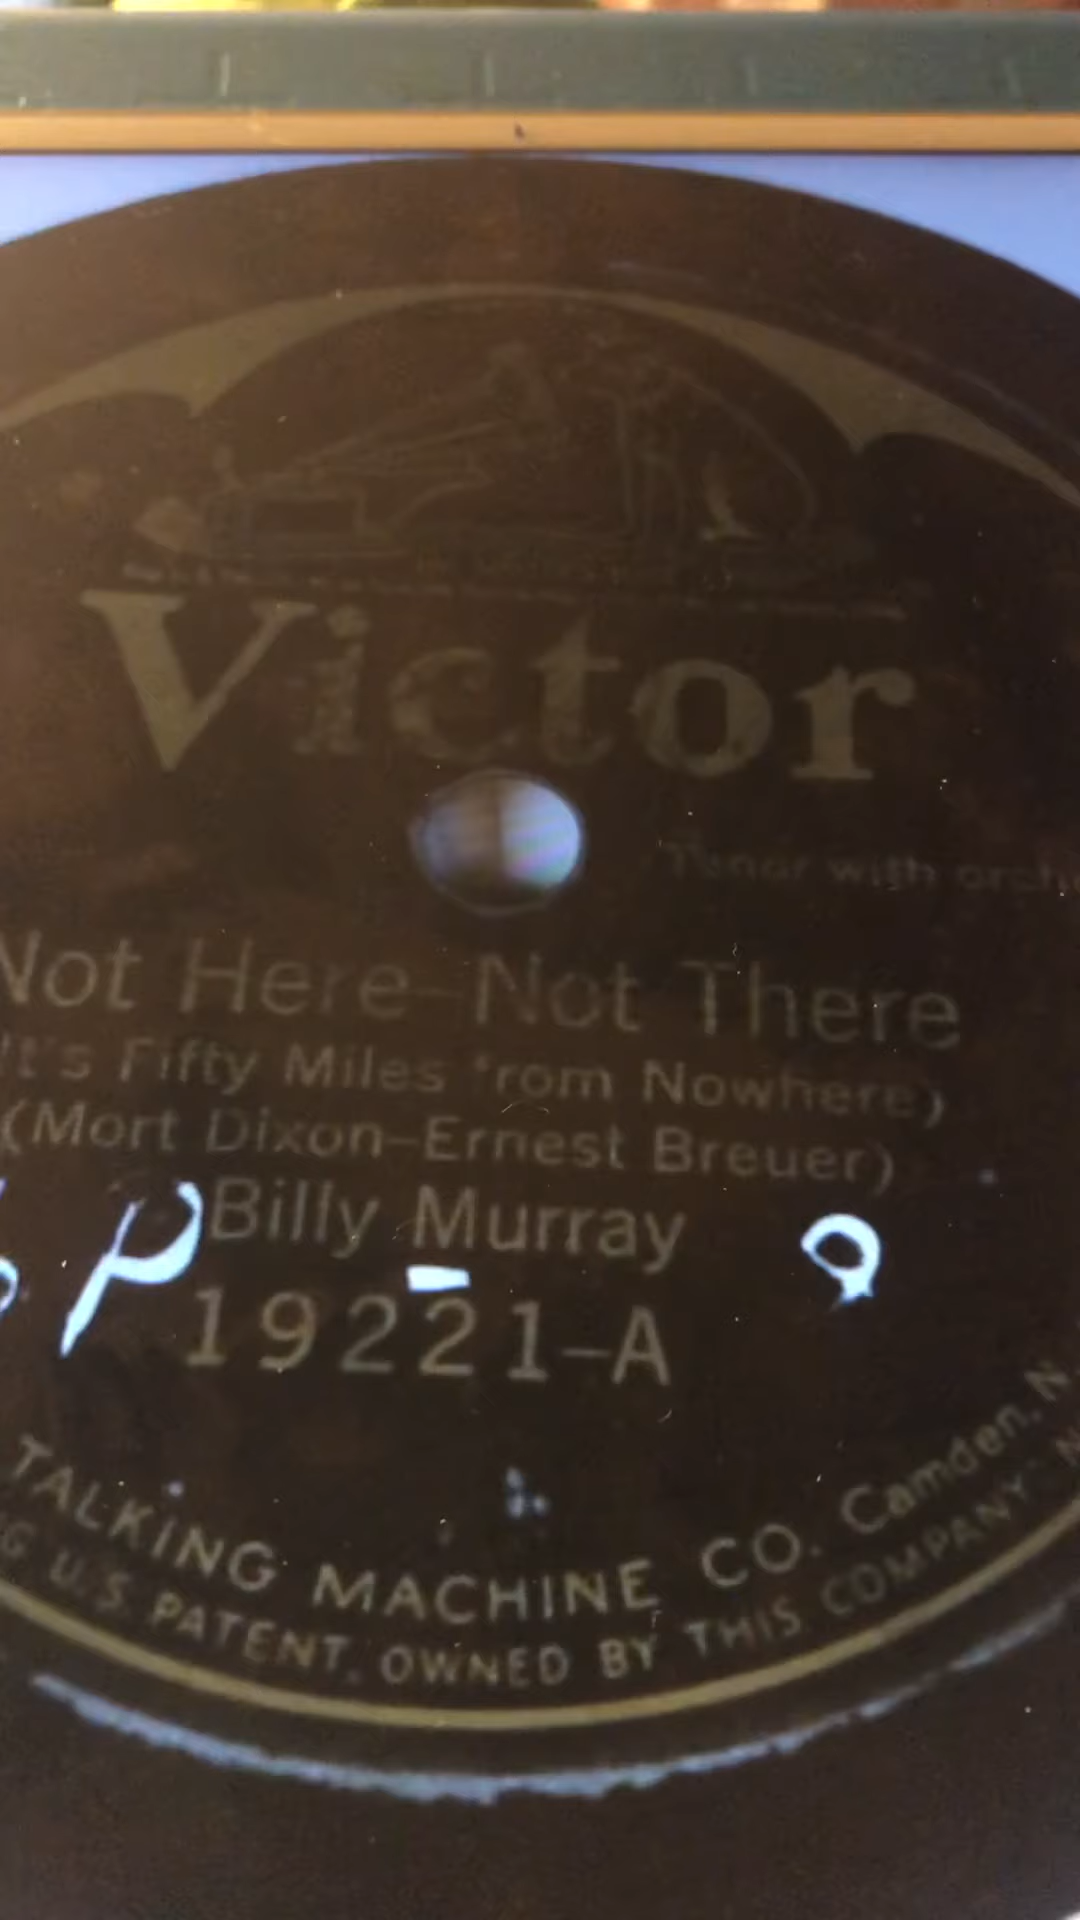 Victor
Tenor with
Not Here–Not There
It's Fifty Miles from Nowhere)
(Mort Dixon–Ernest Breuer)
Billy Murray
19221–A
TALKING MACHINE CO. Camden, N.
U.S. PATENT. OWNED BY THIS COMPANY